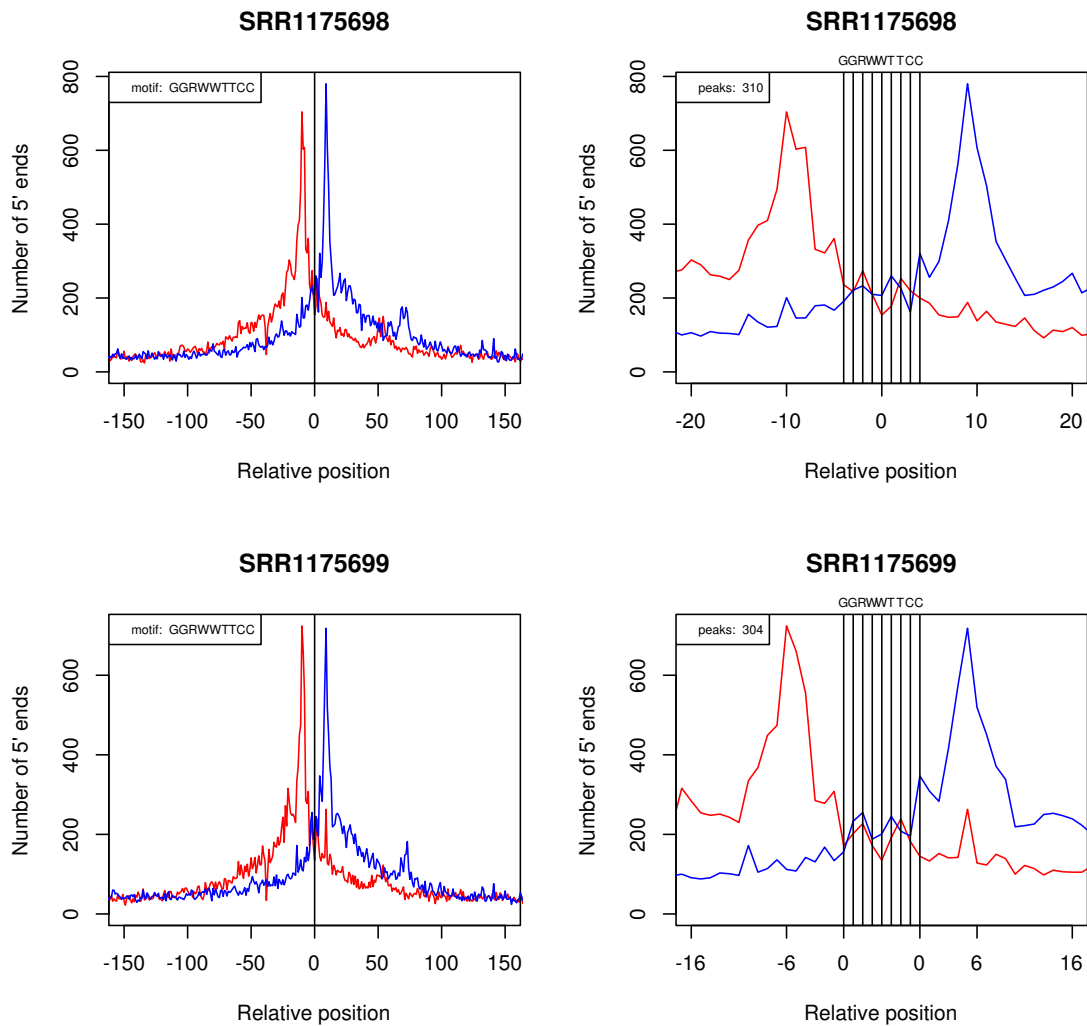 SRR1175698
motif: GGRWWTTCC
Number of 5' ends
0 200 400 600 800
-150 -100 -50 0 50 100 150
Relative position
SRR1175698
GGRWWTTCC
peaks: 310
Number of 5' ends
0 200 400 600 800
-20 -10 0 10 20
Relative position
SRR1175699
motif: GGRWWTTCC
Number of 5' ends
0 200 400 600
-150 -100 -50 0 50 100 150
Relative position
SRR1175699
GGRWWTTCC
peaks: 304
Number of 5' ends
0 200 400 600
-16 -6 0 0 6 16
Relative position